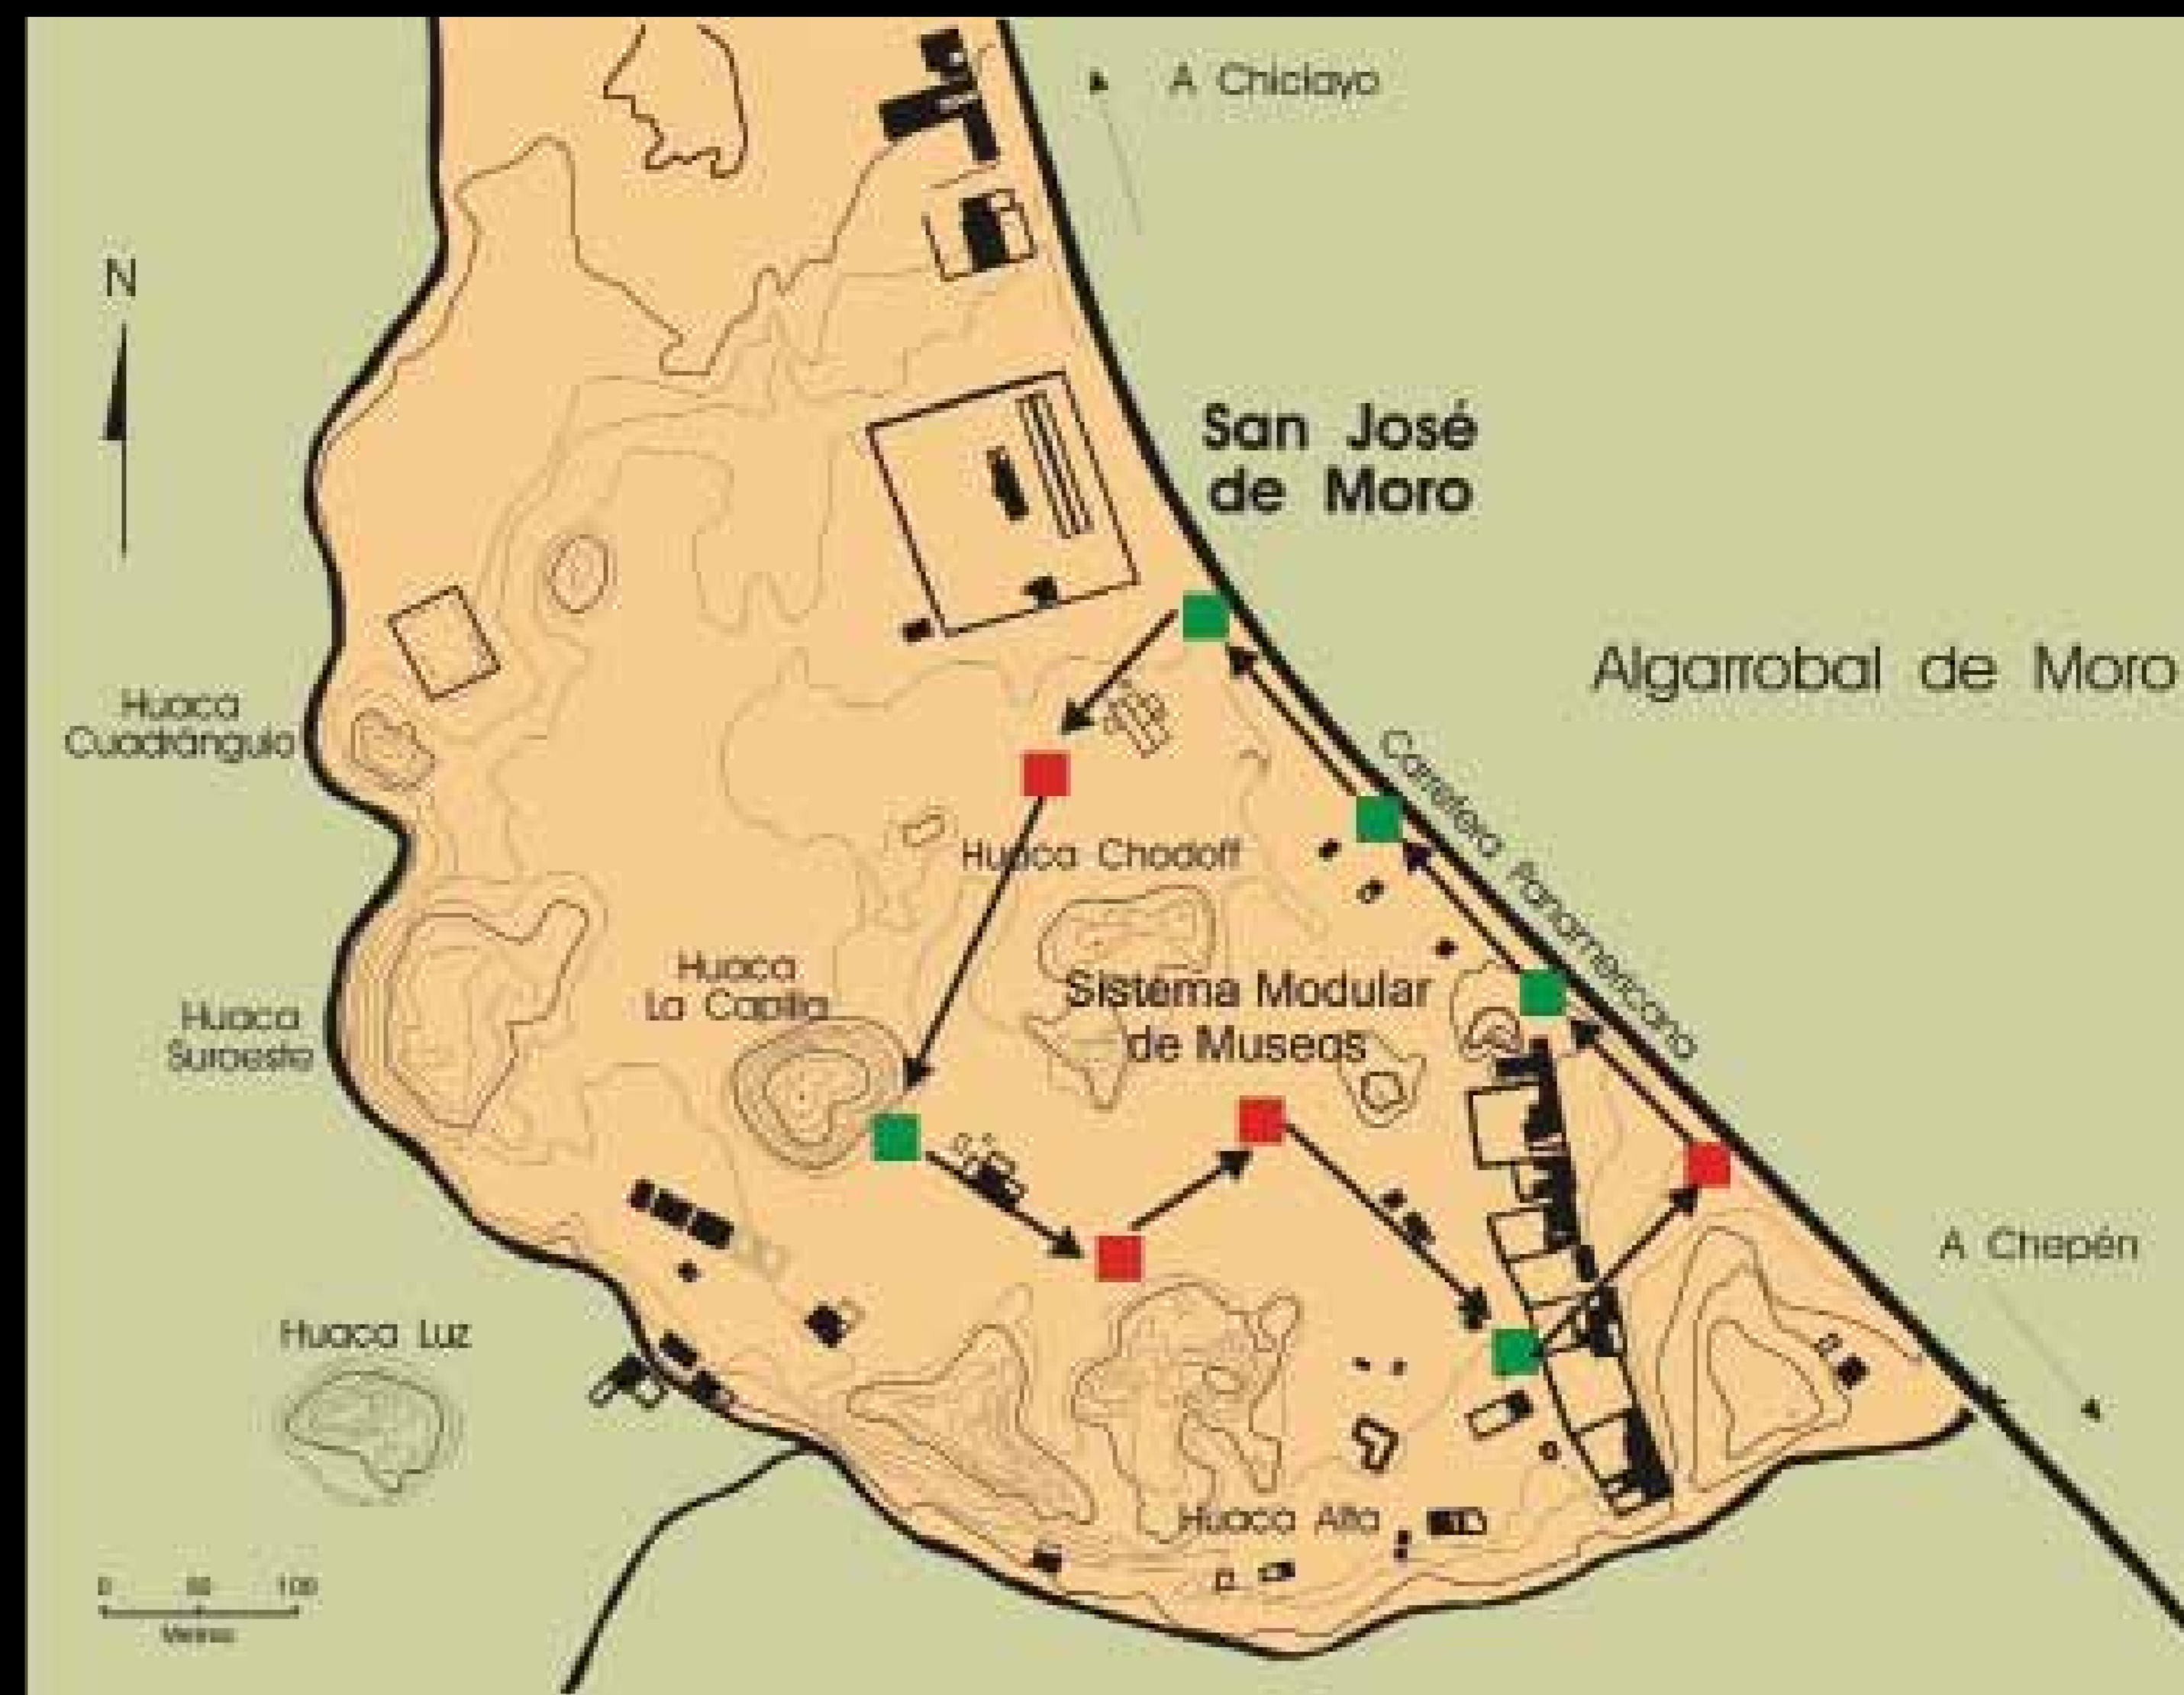 A Chiclayo
N
San José
de Moro
Algarrobal de Moro
Huaca
Cuadrángulo
Carretera Panamericana
Huaca Chodoff
Huaca
La Capilla
Sistema Modular
de Museos
Huaca
Suroeste
A Chepén
Huaca Luz
Huaca Alta
0 50 100
Metros